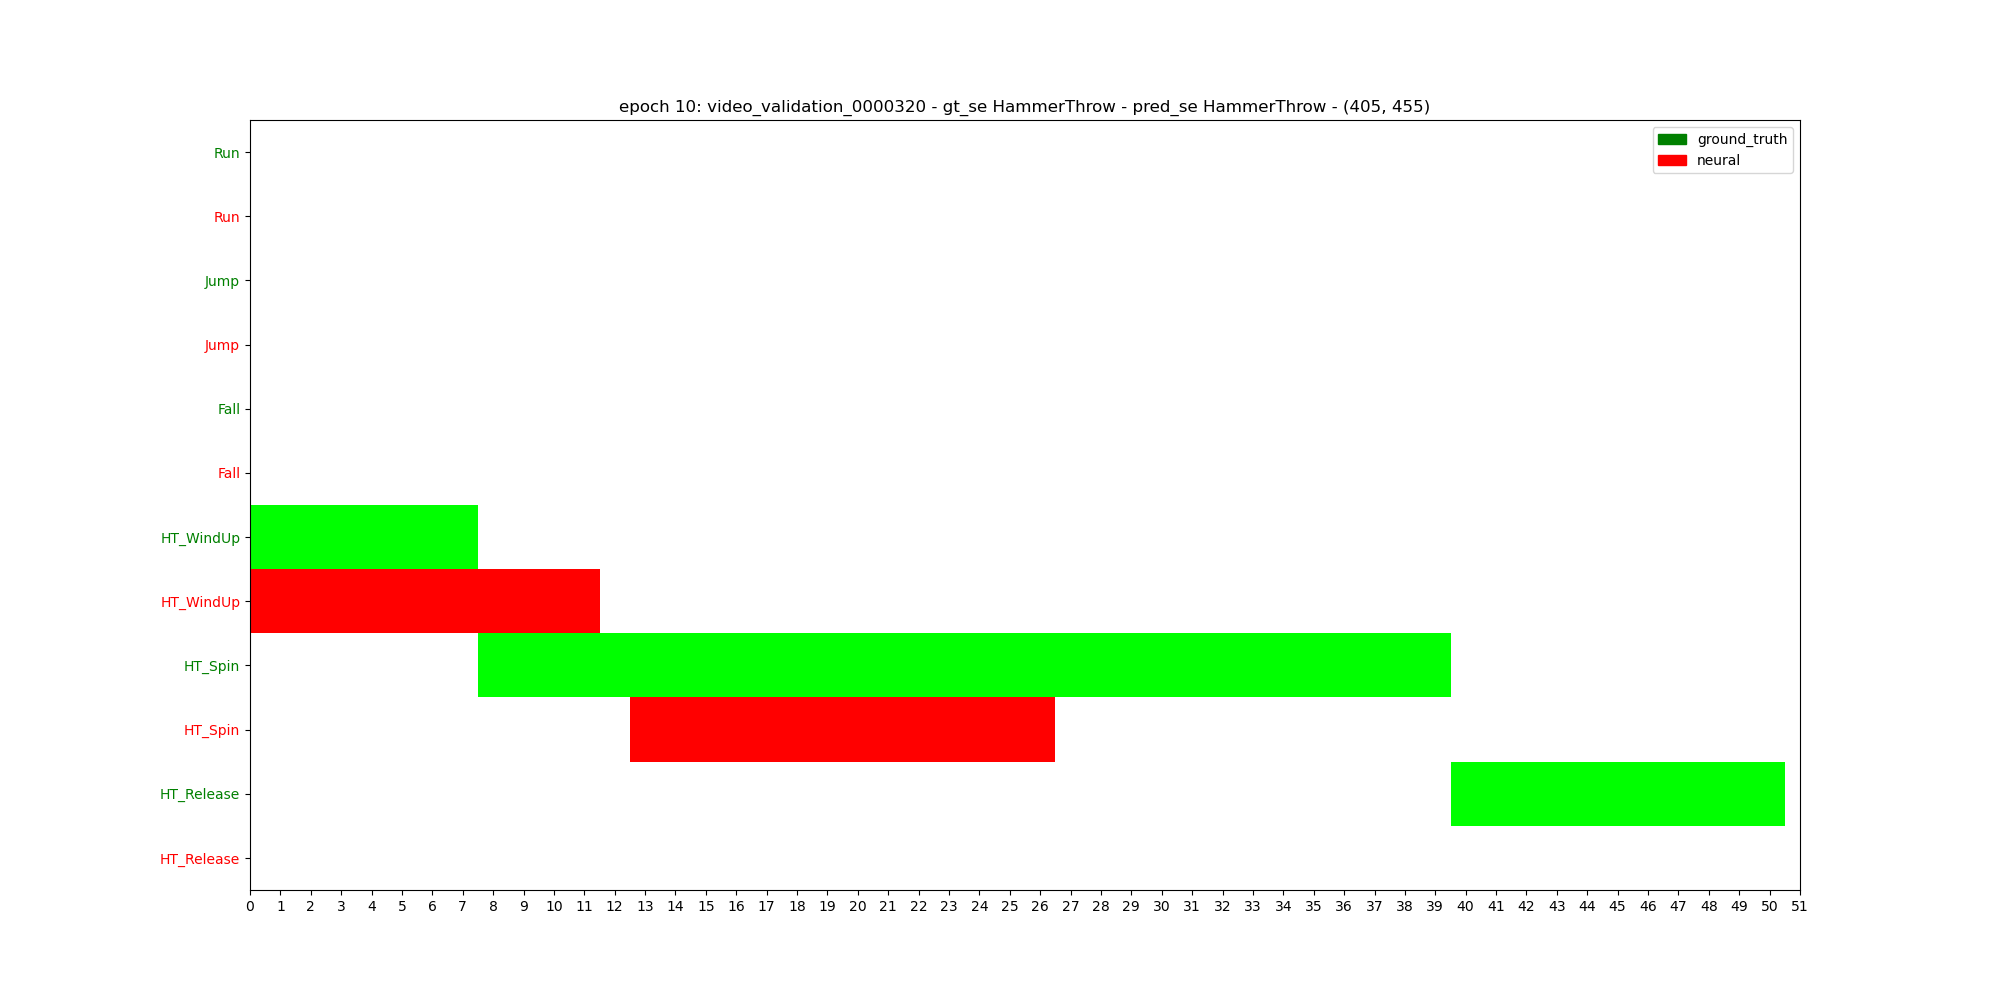 epoch 10: video_validation_0000320 - gt_se HammerThrow - pred_se HammerThrow - (405, 455)
ground_truth
neural
Run
Run
Jump
Jump
Fall
Fall
HT_WindUp
HT_WindUp
HT_Spin
HT_Spin
HT_Release
HT_Release
0 1 2 3 4 5 6 7 8 9 10 11 12 13 14 15 16 17 18 19 20 21 22 23 24 25 26 27 28 29 30 31 32 33 34 35 36 37 38 39 40 41 42 43 44 45 46 47 48 49 50 51